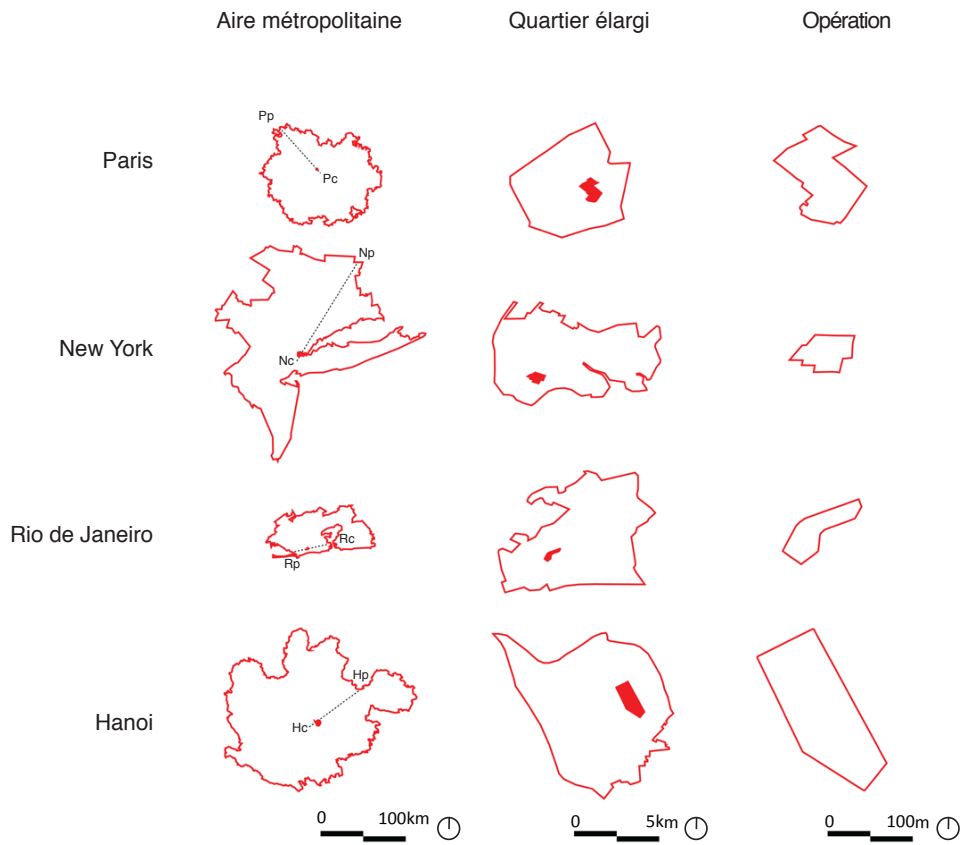 Aire métropolitaine Quartier élargi Opération
Paris
Pp
Pc
New York
Np
Nc
Rio de Janeiro
Rc
Rp
Hanoi
Hp
Hc
0 100km 0 5km 0 100m